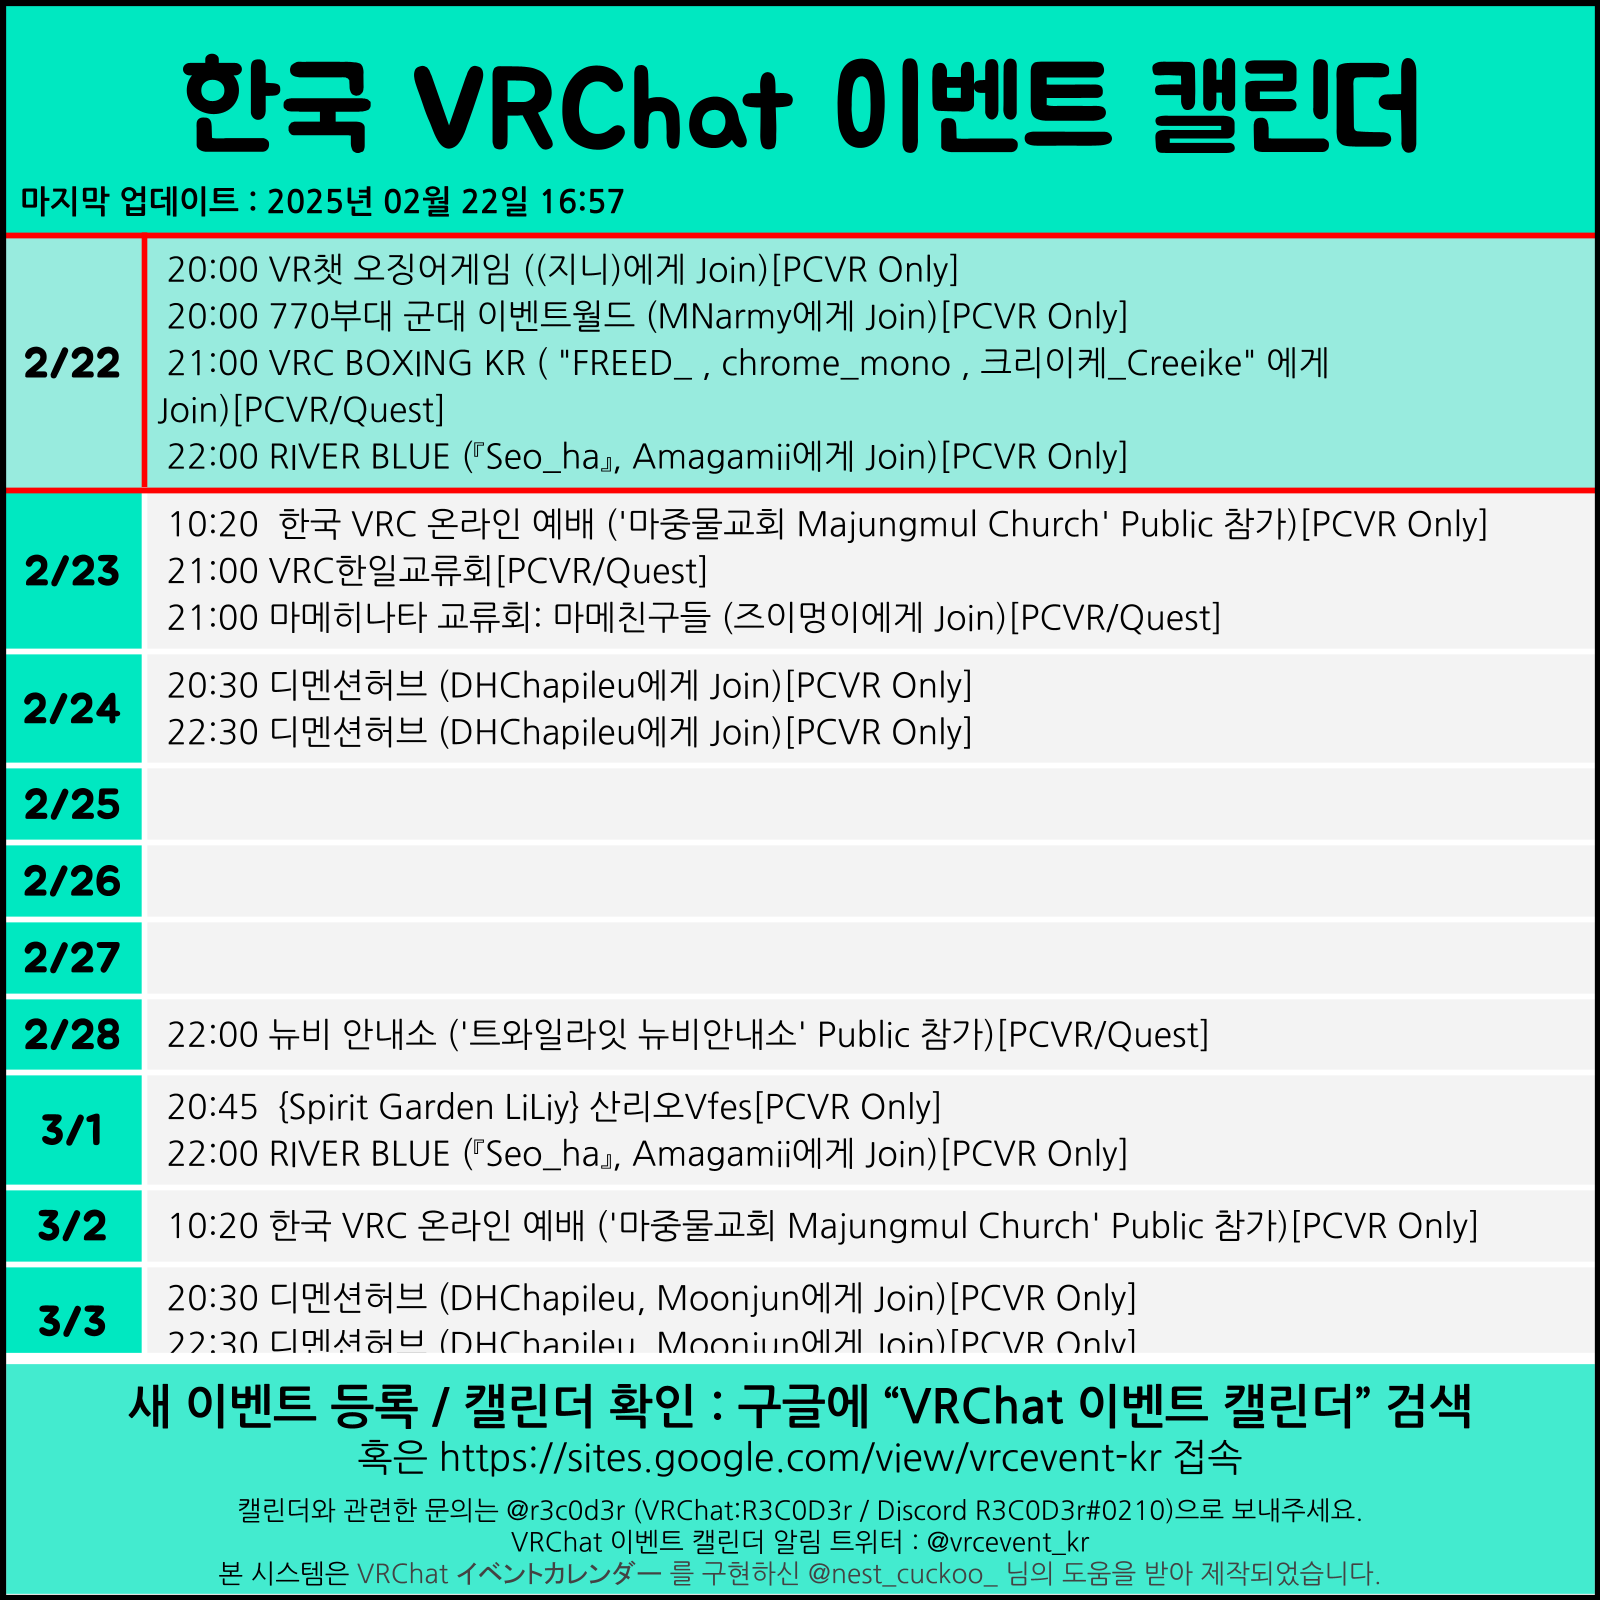 한국 VRChat 이벤트 캘린더
마지막 업데이트 : 2025년 02월 22일 16:57
2/22
20:00 VR챗 오징어게임 ((지니)에게 Join)[PCVR Only]
20:00 770부대 군대 이벤트월드 (MNarmy에게 Join)[PCVR Only]
21:00 VRC BOXING KR ( "FREED_ , chrome_mono , 크리이케_Creeike" 에게
Join)[PCVR/Quest]
22:00 RIVER BLUE (『Seo_ha』, Amagamii에게 Join)[PCVR Only]
2/23
10:20  한국 VRC 온라인 예배 ('마중물교회 Majungmul Church' Public 참가)[PCVR Only]
21:00 VRC한일교류회[PCVR/Quest]
21:00 마메히나타 교류회: 마메친구들 (즈이멍이에게 Join)[PCVR/Quest]
2/24
20:30 디멘션허브 (DHChapileu에게 Join)[PCVR Only]
22:30 디멘션허브 (DHChapileu에게 Join)[PCVR Only]
2/25
2/26
2/27
2/28
22:00 뉴비 안내소 ('트와일라잇 뉴비안내소' Public 참가)[PCVR/Quest]
3/1
20:45  {Spirit Garden LiLiy} 산리오Vfes[PCVR Only]
22:00 RIVER BLUE (『Seo_ha』, Amagamii에게 Join)[PCVR Only]
3/2
10:20 한국 VRC 온라인 예배 ('마중물교회 Majungmul Church' Public 참가)[PCVR Only]
3/3
20:30 디멘션허브 (DHChapileu, Moonjun에게 Join)[PCVR Only]
22:30 디멘션허브 (DHChapileu, Moonjun에게 Join)[PCVR Only]
새 이벤트 등록 / 캘린더 확인 : 구글에 “VRChat 이벤트 캘린더” 검색
혹은 https://sites.google.com/view/vrcevent-kr 접속
캘린더와 관련한 문의는 @r3c0d3r (VRChat:R3C0D3r / Discord R3C0D3r#0210)으로 보내주세요.
VRChat 이벤트 캘린더 알림 트위터 : @vrcevent_kr
본 시스템은 VRChat イベントカレンダー 를 구현하신 @nest_cuckoo_ 님의 도움을 받아 제작되었습니다.